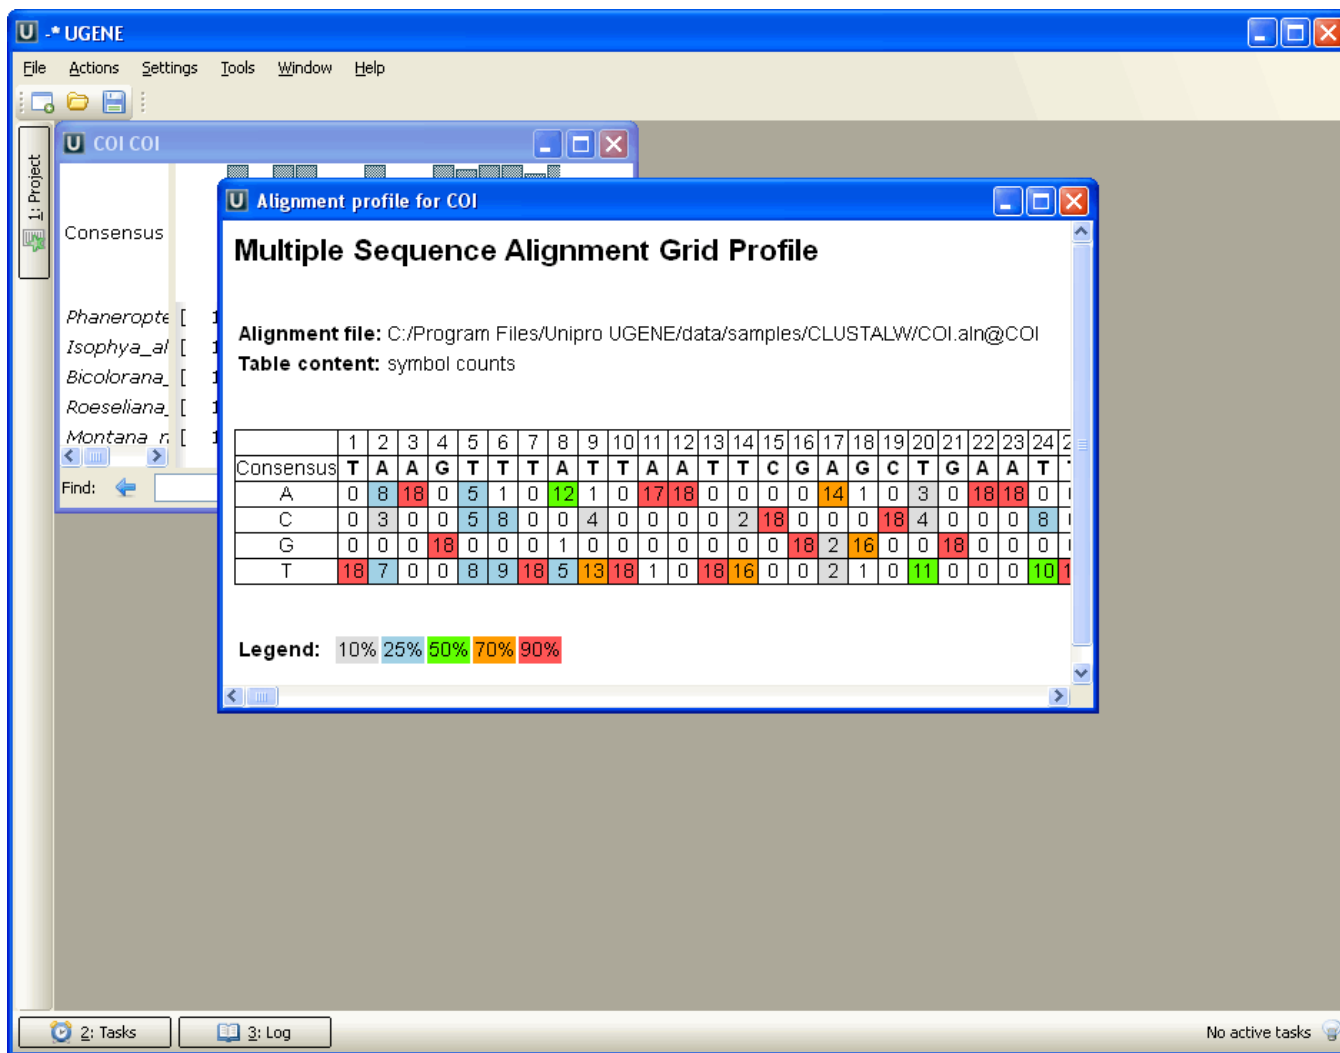 -* UGENE
File Actions Settings Tools Window Help
1: Project
COI COI
Consensus
Phaneropte [ 1
Isophya_al [ 1
Bicolorana_ [ 1
Roeseliana_ [ 1
Montana_n [ 1
Find:
Alignment profile for COI
Multiple Sequence Alignment Grid Profile
Alignment file: C:/Program Files/Unipro UGENE/data/samples/CLUSTALW/COI.aln@COI
Table content: symbol counts
1 2 3 4 5 6 7 8 9 10 11 12 13 14 15 16 17 18 19 20 21 22 23 24 2
Consensus T A A G T T T A T T A A T T C G A G C T G A A T
A 0 8 18 0 5 1 0 12 1 0 17 18 0 0 0 0 14 1 0 3 0 18 18 0
C 0 3 0 0 5 8 0 0 4 0 0 0 0 2 18 0 0 0 18 4 0 0 0 8
G 0 0 0 18 0 0 0 1 0 0 0 0 0 0 0 18 2 16 0 0 18 0 0 0
T 18 7 0 0 8 9 18 5 13 18 1 0 18 16 0 0 2 1 0 11 0 0 0 10 1
Legend: 10% 25% 50% 70% 90%
2: Tasks
3: Log
No active tasks